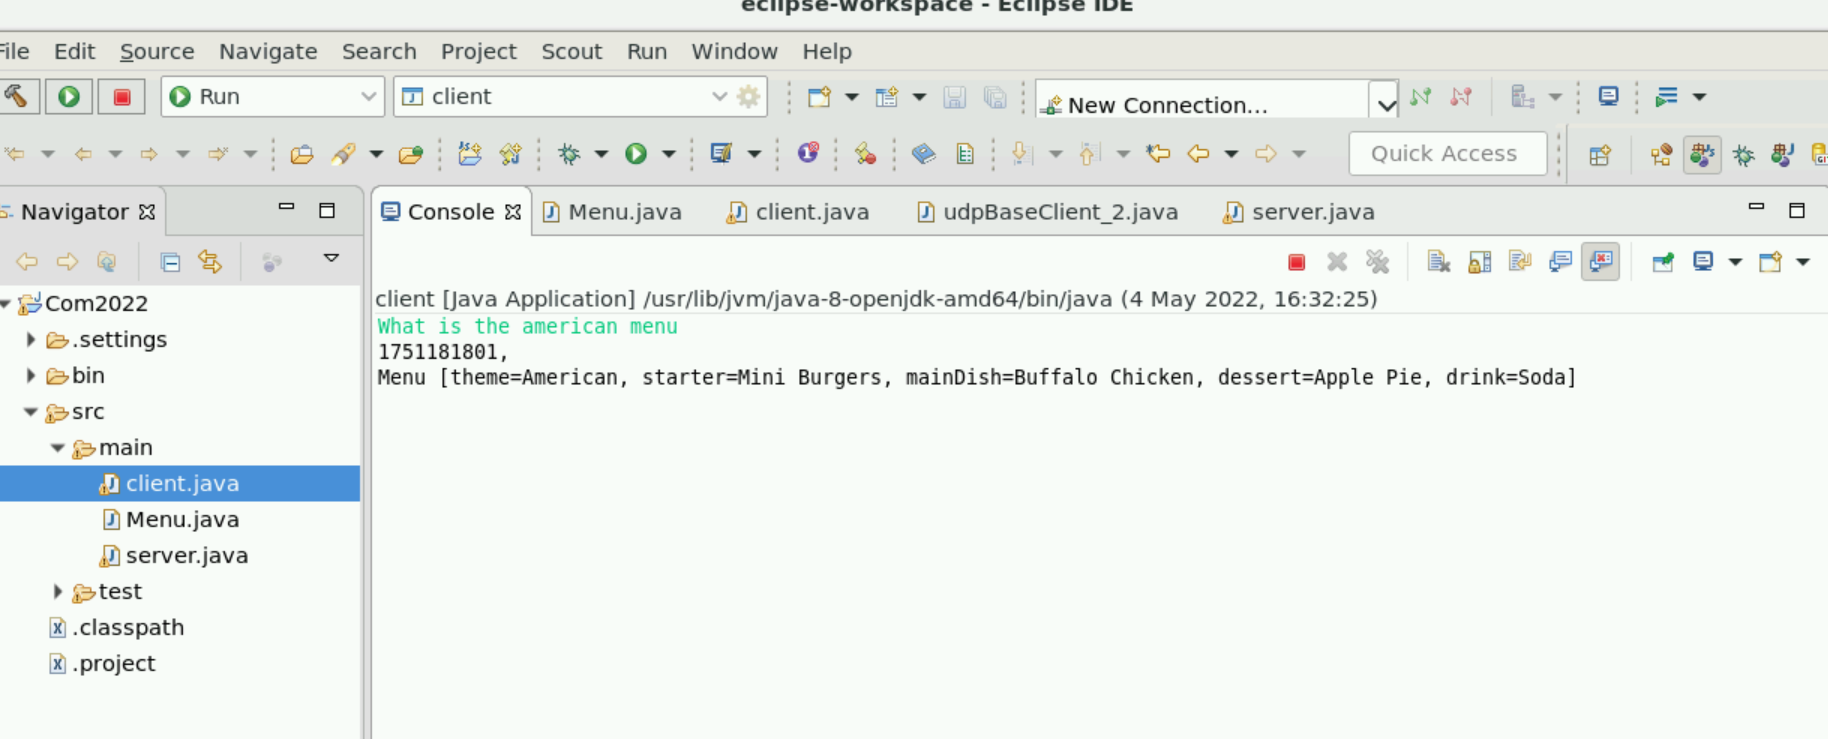 eclipse-workspace - Eclipse IDE
File Edit Source Navigate Search Project Scout Run Window Help
Run client New Connection...
Quick Access
Navigator Console Menu.java client.java udpBaseClient_2.java server.java
client [Java Application] /usr/lib/jvm/java-8-openjdk-amd64/bin/java (4 May 2022, 16:32:25)
What is the american menu
1751181801,
Menu [theme=American, starter=Mini Burgers, mainDish=Buffalo Chicken, dessert=Apple Pie, drink=Soda]
Com2022
.settings
bin
src
main
client.java
Menu.java
server.java
test
.classpath
.project